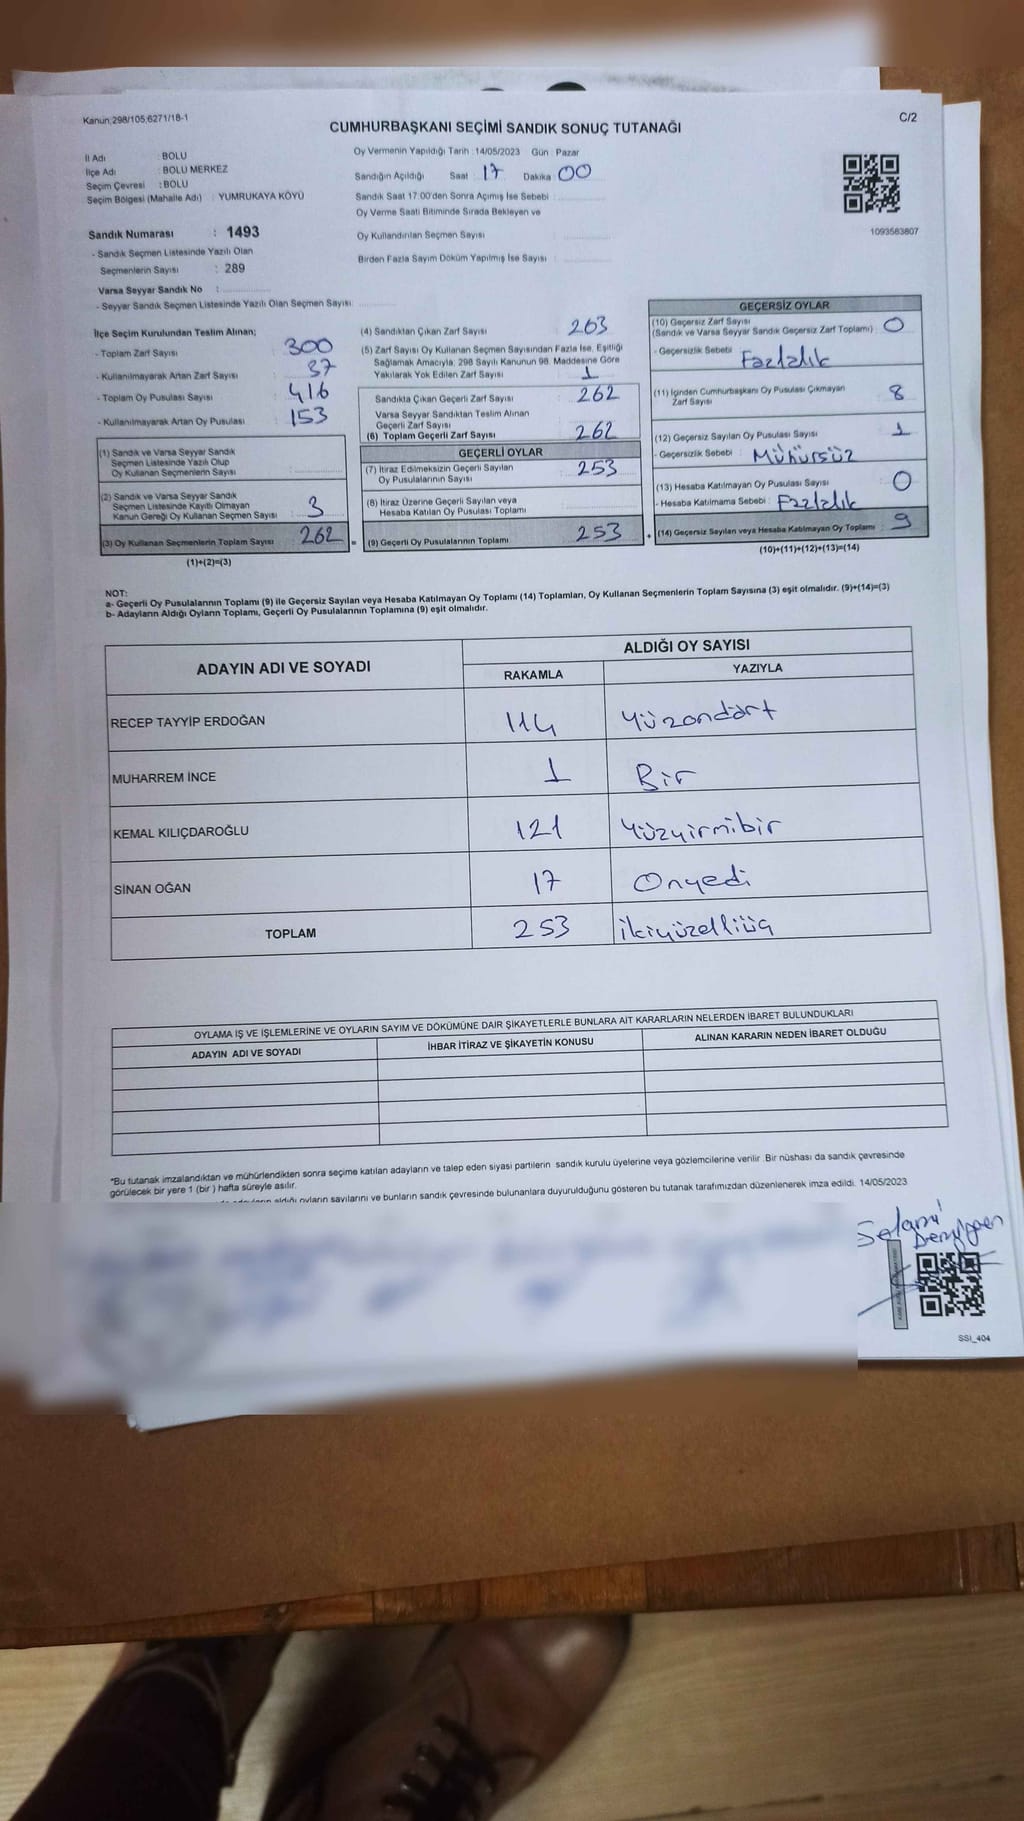 Kanun;298/105;6271/18-1
C/2
CUMHURBAŞKANI SEÇİMİ SANDIK SONUÇ TUTANAĞI
İl Adı : BOLU
İlçe Adı : BOLU MERKEZ
Seçim Çevresi : BOLU
Seçim Bölgesi (Mahalle Adı) : YUMRUKAYA KÖYÜ
Sandık Numarası : 1493
- Sandık Seçmen Listesinde Yazılı Olan
Seçmenlerin Sayısı : 289
Varsa Seyyar Sandık No :
- Seyyar Sandık Seçmen Listesinde Yazılı Olan Seçmen Sayısı
Oy Vermenin Yapıldığı Tarih :14/05/2023 Gün : Pazar
Sandığın Açıldığı Saat : 17 Dakika : 00
Sandık Saat 17:00'den Sonra Açımış İse Sebebi :
Oy Verme Saati Bitiminde Sırada Bekleyen ve
Oy Kullandırılan Seçmen Sayısı
Birden Fazla Sayım Döküm Yapılmış İse Sayısı :
1093563807
İlçe Seçim Kurulundan Teslim Alınan;
- Toplam Zarf Sayısı : 300
- Kullanılmayarak Artan Zarf Sayısı : 37
- Toplam Oy Pusulası Sayısı : 416
- Kullanılmayarak Artan Oy Pusulası : 153
(1) Sandık ve Varsa Seyyar Sandık
Seçmen Listesinde Yazılı Olup
Oy Kullanan Seçmenlerin Sayısı :
(2) Sandık ve Varsa Seyyar Sandık
Seçmen Listesinde Kayıtlı Olmayan
Kanun Gereği Oy Kullanan Seçmen Sayısı : 3
(3) Oy Kullanan Seçmenlerin Toplam Sayısı : 262
(1)+(2)=(3)
(4) Sandıktan Çıkan Zarf Sayısı : 263
(5) Zarf Sayısı Oy Kullanan Seçmen Sayısından Fazla İse, Eşitliği
Sağlamak Amacıyla, 298 Sayılı Kanunun 98. Maddesine Göre
Yakılarak Yok Edilen Zarf Sayısı : 1
Sandıkta Çıkan Geçerli Zarf Sayısı : 262
Varsa Seyyar Sandıktan Teslim Alınan
Geçerli Zarf Sayısı :
(6) Toplam Geçerli Zarf Sayısı : 262
GEÇERLİ OYLAR
(7) İtiraz Edilmeksizin Geçerli Sayılan
Oy Pusulalarının Sayısı : 253
(8) İtiraz Üzerine Geçerli Sayılan veya
Hesaba Katılan Oy Pusulası Toplamı :
= (9) Geçerli Oy Pusulalarının Toplamı : 253
GEÇERSİZ OYLAR
(10) Geçersiz Zarf Sayısı
(Sandık ve Varsa Seyyar Sandık Geçersiz Zarf Toplamı) : 0
- Geçersizlik Sebebi : Fazlalık
(11) İçinden Cumhurbaşkanı Oy Pusulası Çıkmayan
Zarf Sayısı : 8
(12) Geçersiz Sayılan Oy Pusulası Sayısı : 1
- Geçersizlik Sebebi : Mühürsüz
(13) Hesaba Katılmayan Oy Pusulası Sayısı : 0
- Hesaba Katılmama Sebebi : Fazlalık
+ (14) Geçersiz Sayılan veya Hesaba Katılmayan Oy Toplamı : 9
(10)+(11)+(12)+(13)=(14)
NOT:
a- Geçerli Oy Pusulalarının Toplamı (9) ile Geçersiz Sayılan veya Hesaba Katılmayan Oy Toplamı (14) Toplamları, Oy Kullanan Seçmenlerin Toplam Sayısına (3) eşit olmalıdır. (9)+(14)=(3)
b- Adayların Aldığı Oyların Toplamı, Geçerli Oy Pusulalarının Toplamına (9) eşit olmalıdır.
ADAYIN ADI VE SOYADI ALDIĞI OY SAYISI
RAKAMLA YAZIYLA
RECEP TAYYİP ERDOĞAN 114 Yüzondört
MUHARREM İNCE 1 Bir
KEMAL KILIÇDAROĞLU 121 Yüzyirmibir
SİNAN OĞAN 17 Onyedi
TOPLAM 253 ikiyüzelliüç
OYLAMA İŞ VE İŞLEMLERİNE VE OYLARIN SAYIM VE DÖKÜMÜNE DAİR ŞİKAYETLERLE BUNLARA AİT KARARLARIN NELERDEN İBARET BULUNDUKLARI
ADAYIN ADI VE SOYADI İHBAR İTİRAZ VE ŞİKAYETİN KONUSU ALINAN KARARIN NEDEN İBARET OLDUĞU
*Bu tutanak imzalandıktan ve mühürlendikten sonra seçime katılan adayların ve talep eden siyasi partilerin sandık kurulu üyelerine veya gözlemcilerine verilir. Bir nüshası da sandık çevresinde
görülecek bir yere 1 (bir ) hafta süreyle asılır.
aldığı oyların sayılarını ve bunların sandık çevresinde bulunanlara duyurulduğunu gösteren bu tutanak tarafımızdan düzenlenerek imza edildi. 14/05/2023
Selami
SSI_404